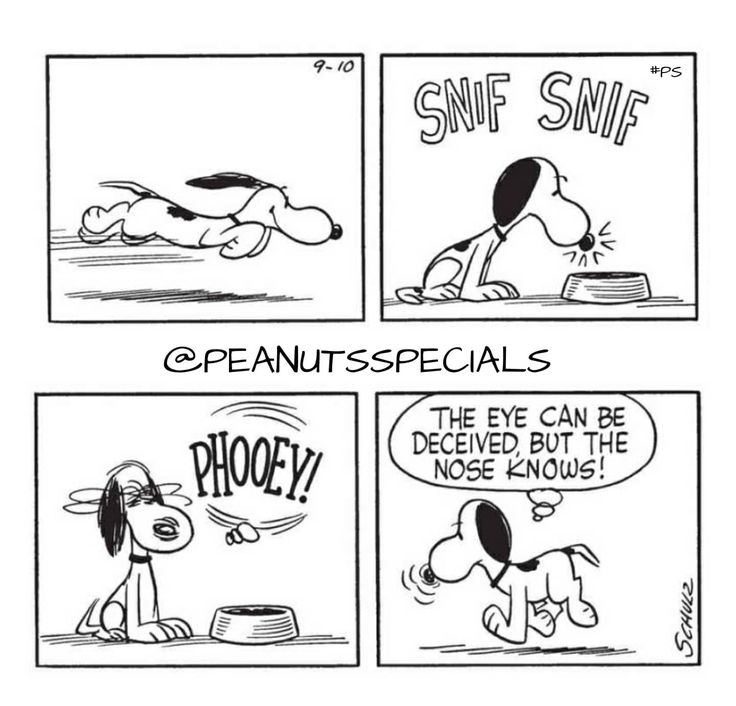 9-10
#PS
SNIF SNIF
@PEANUTSSPECIALS
PHOOEY!
THE EYE CAN BE
DECEIVED, BUT THE
NOSE KNOWS!
SCHULZ